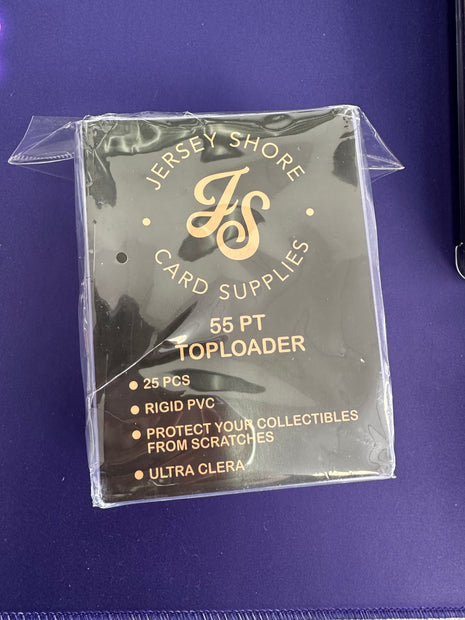 JERSEY SHORE
JS
CARD SUPPLIES
55 PT
TOPLOADER
25 PCS
RIGID PVC
PROTECT YOUR COLLECTIBLES
FROM SCRATCHES
ULTRA CLERA